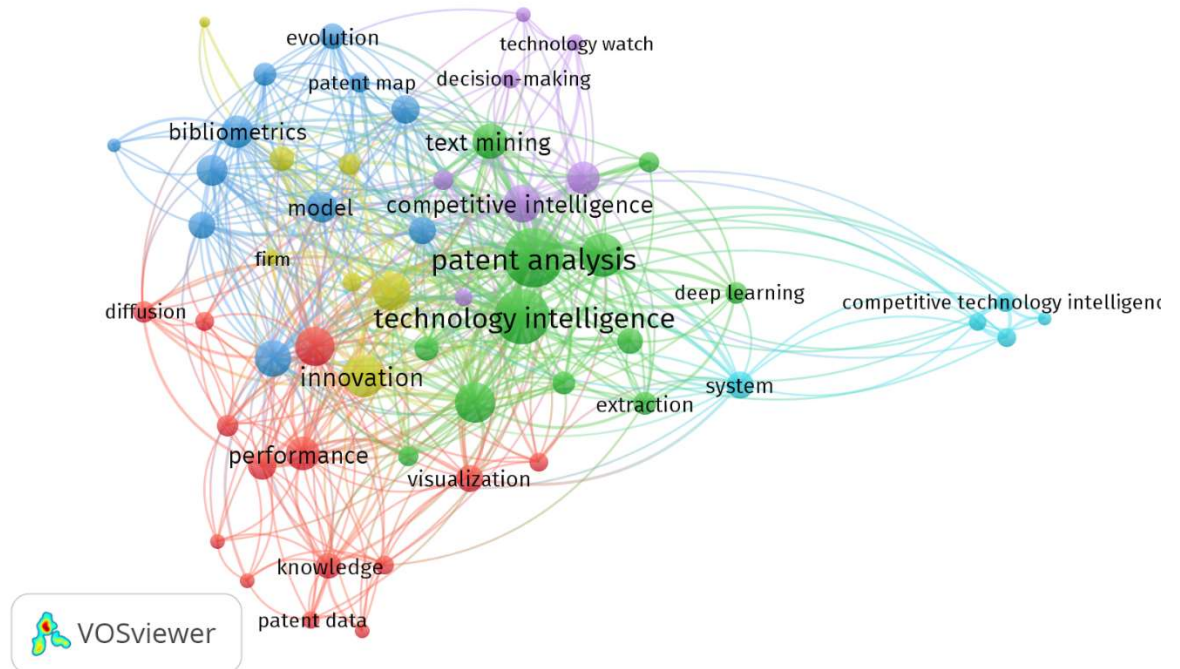 evolution
technology watch
patent map
decision-making
bibliometrics
text mining
model
competitive intelligence
firm
patent analysis
deep learning
competitive technology intelligenc
diffusion
technology intelligence
innovation
system
extraction
performance
visualization
knowledge
patent data
VOSviewer